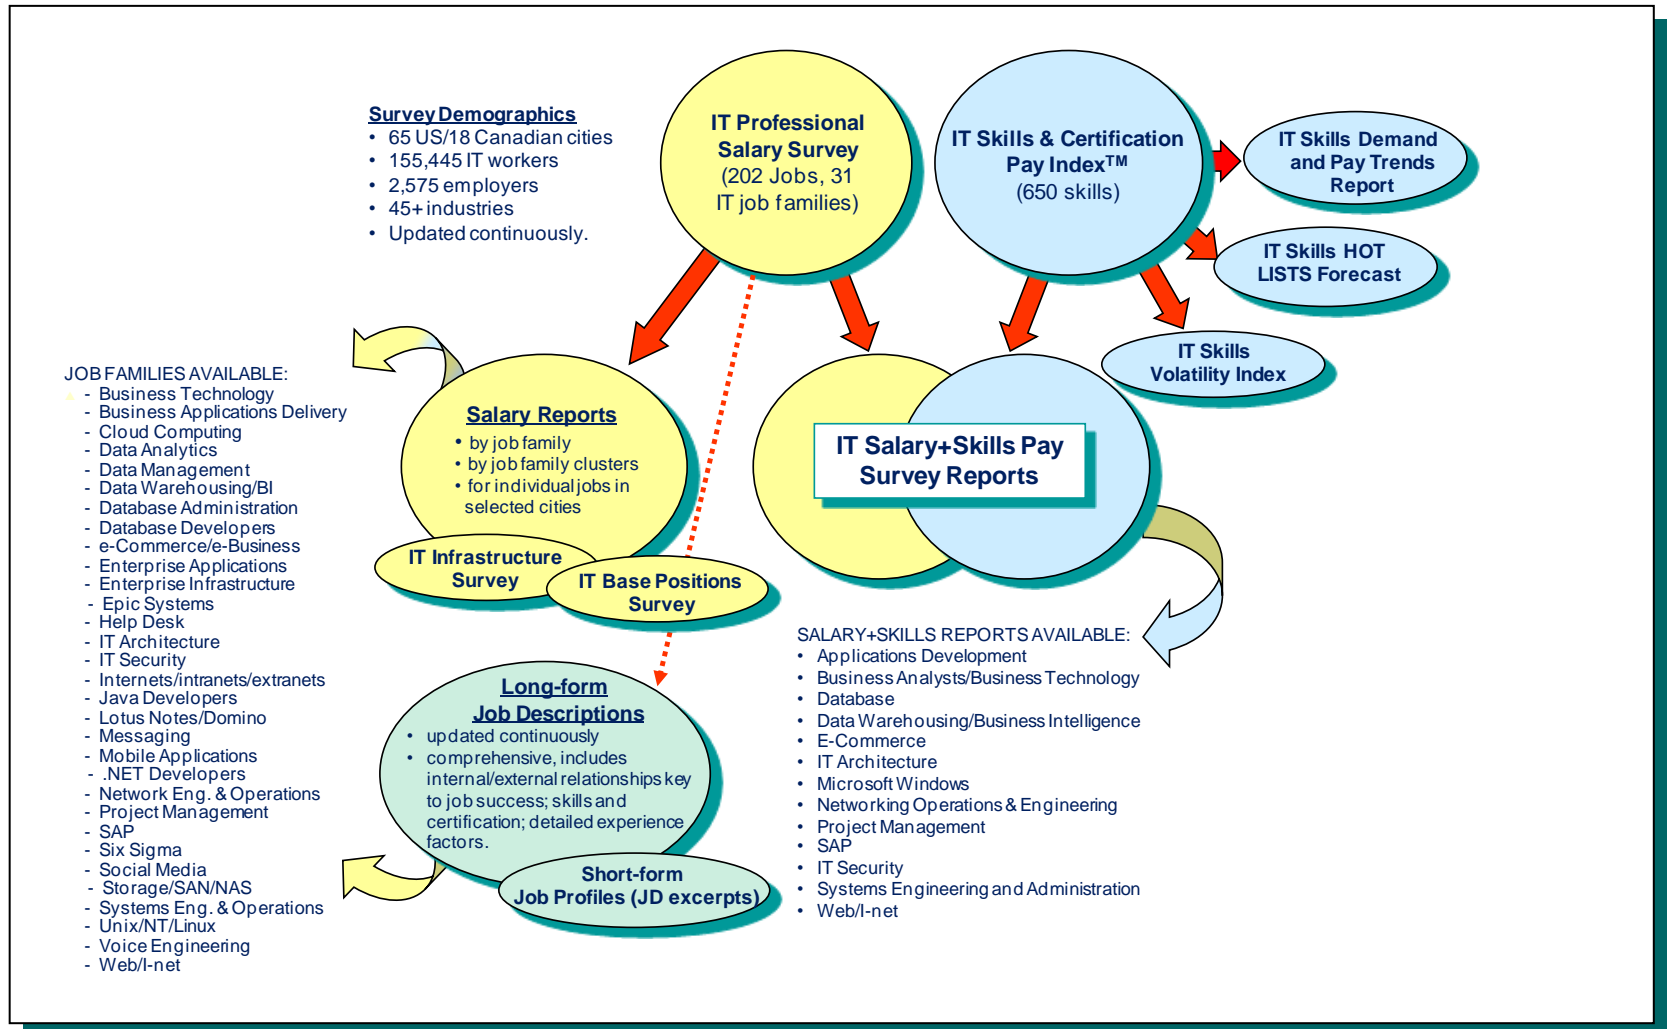 Survey Demographics
• 65 US/18 Canadian cities
• 155,445 IT workers
• 2,575 employers
• 45+ industries
• Updated continuously.
IT Professional
Salary Survey
(202 Jobs, 31
IT job families)
IT Skills & Certification
Pay Index™
(650 skills)
IT Skills Demand
and Pay Trends
Report
IT Skills HOT
LISTS Forecast
IT Skills
Volatility Index
JOB FAMILIES AVAILABLE:
- Business Technology
- Business Applications Delivery
- Cloud Computing
- Data Analytics
- Data Management
- Data Warehousing/BI
- Database Administration
- Database Developers
- e-Commerce/e-Business
- Enterprise Applications
- Enterprise Infrastructure
- Epic Systems
- Help Desk
- IT Architecture
- IT Security
- Internets/intranets/extranets
- Java Developers
- Lotus Notes/Domino
- Messaging
- Mobile Applications
- .NET Developers
- Network Eng. & Operations
- Project Management
- SAP
- Six Sigma
- Social Media
- Storage/SAN/NAS
- Systems Eng. & Operations
- Unix/NT/Linux
- Voice Engineering
- Web/I-net
Salary Reports
• by job family
• by job family clusters
• for individual jobs in
selected cities
IT Infrastructure
Survey
IT Base Positions
Survey
IT Salary+Skills Pay
Survey Reports
Long-form
Job Descriptions
• updated continuously
• comprehensive, includes
internal/external relationships key
to job success; skills and
certification; detailed experience
factors.
Short-form
Job Profiles (JD excerpts)
SALARY+SKILLS REPORTS AVAILABLE:
• Applications Development
• Business Analysts/Business Technology
• Database
• Data Warehousing/Business Intelligence
• E-Commerce
• IT Architecture
• Microsoft Windows
• Networking Operations & Engineering
• Project Management
• SAP
• IT Security
• Systems Engineering and Administration
• Web/I-net